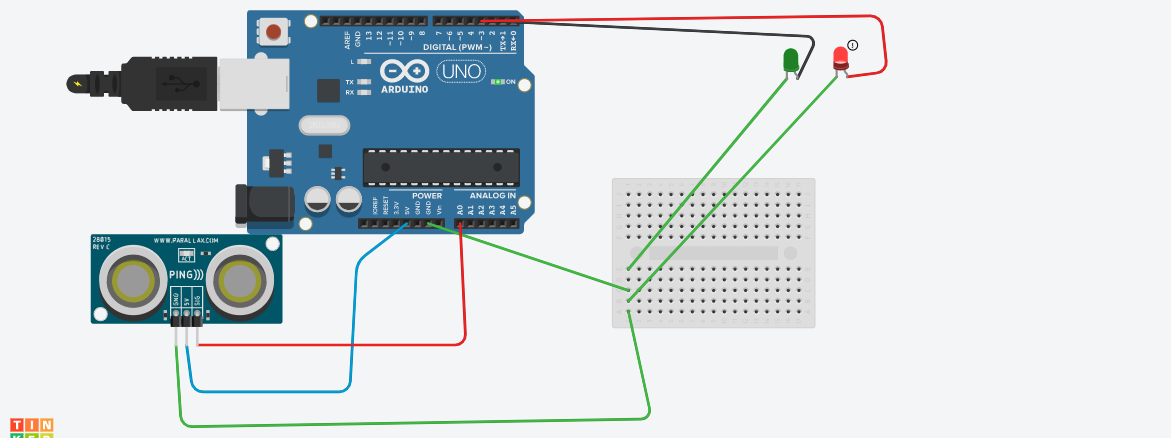 AREF
GND
13
12
~11
~10
~9
8
7
~6
~5
4
~3
2
TX→1
RX←0
DIGITAL (PWM~)
L
TX
RX
ARDUINO
UNO
ON
POWER
ANALOG IN
IOREF
RESET
3.3V
5V
GND
GND
Vin
A0
A1
A2
A3
A4
A5
28015
REV C
WWW.PARALLAX.COM
ACT
PING)))
GND
5V
SIG
TIN